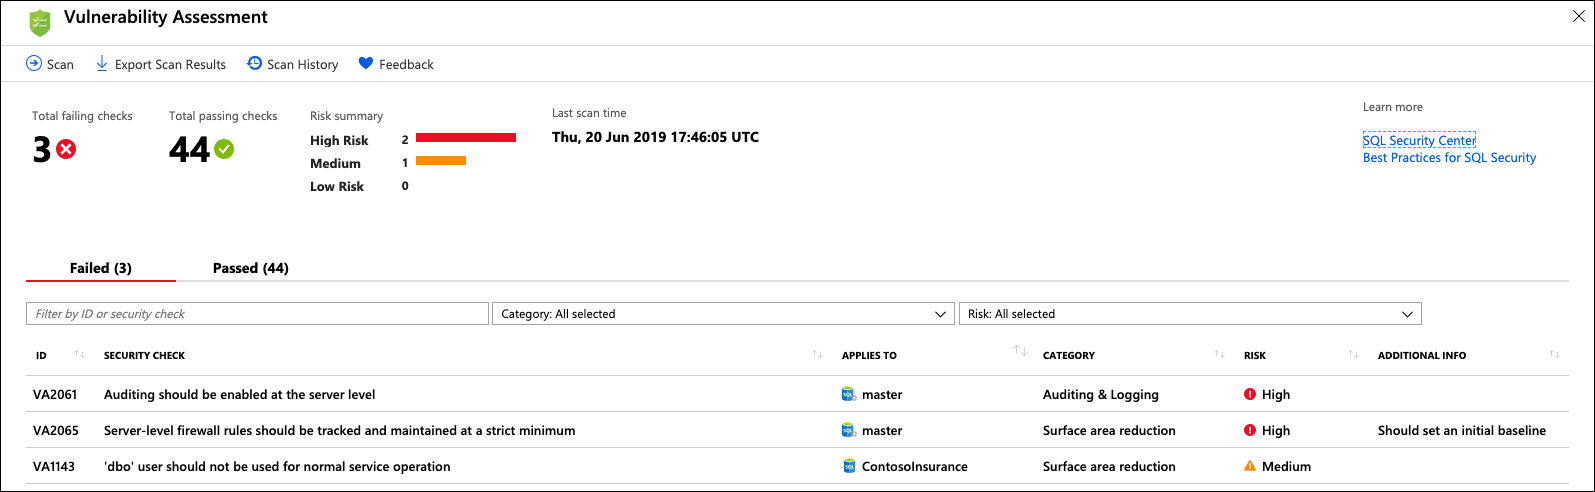 Vulnerability Assessment
Scan Export Scan Results Scan History Feedback
Total failing checks Total passing checks Risk summary Last scan time Learn more
3 44 High Risk 2 Thu, 20 Jun 2019 17:46:05 UTC SQL Security Center
Medium 1 Best Practices for SQL Security
Low Risk 0
Failed (3) Passed (44)
Filter by ID or security check Category: All selected Risk: All selected
ID SECURITY CHECK APPLIES TO CATEGORY RISK ADDITIONAL INFO
VA2061 Auditing should be enabled at the server level master Auditing & Logging High
VA2065 Server-level firewall rules should be tracked and maintained at a strict minimum master Surface area reduction High Should set an initial baseline
VA1143 'dbo' user should not be used for normal service operation ContosoInsurance Surface area reduction Medium